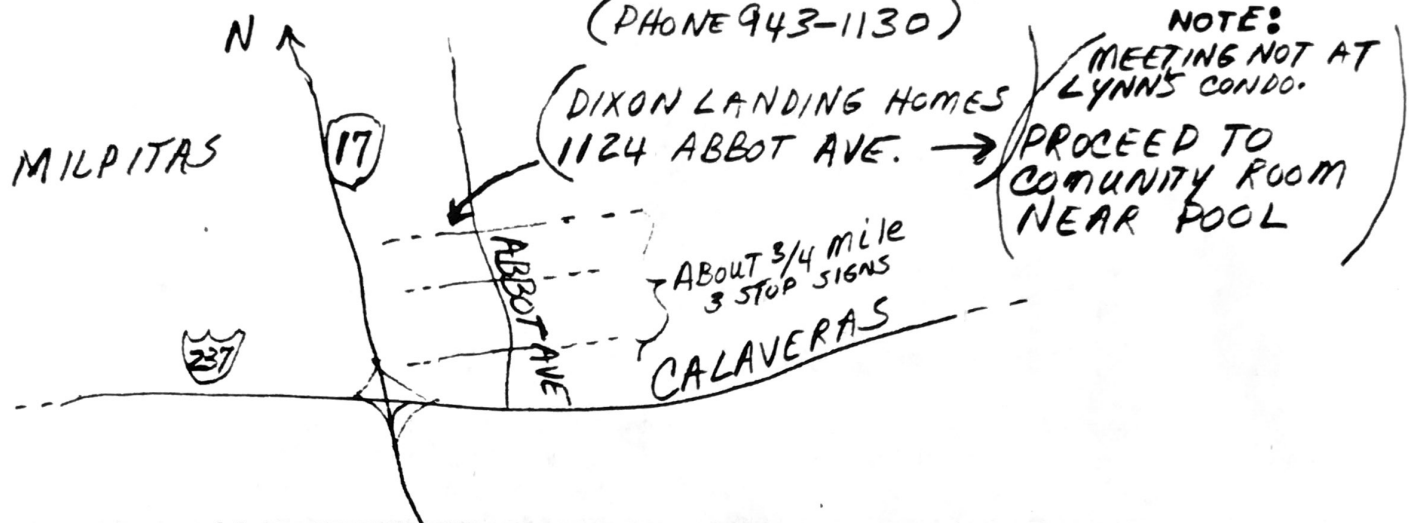 (PHONE 943-1130)
N
DIXON LANDING HOMES
1124 ABBOT AVE.
NOTE:
MEETING NOT AT
LYNN'S CONDO.
PROCEED TO
COMUNITY ROOM
NEAR POOL
MILPITAS
17
ABBOT AVE
ABOUT 3/4 mile
3 STOP SIGNS
237
CALAVERAS